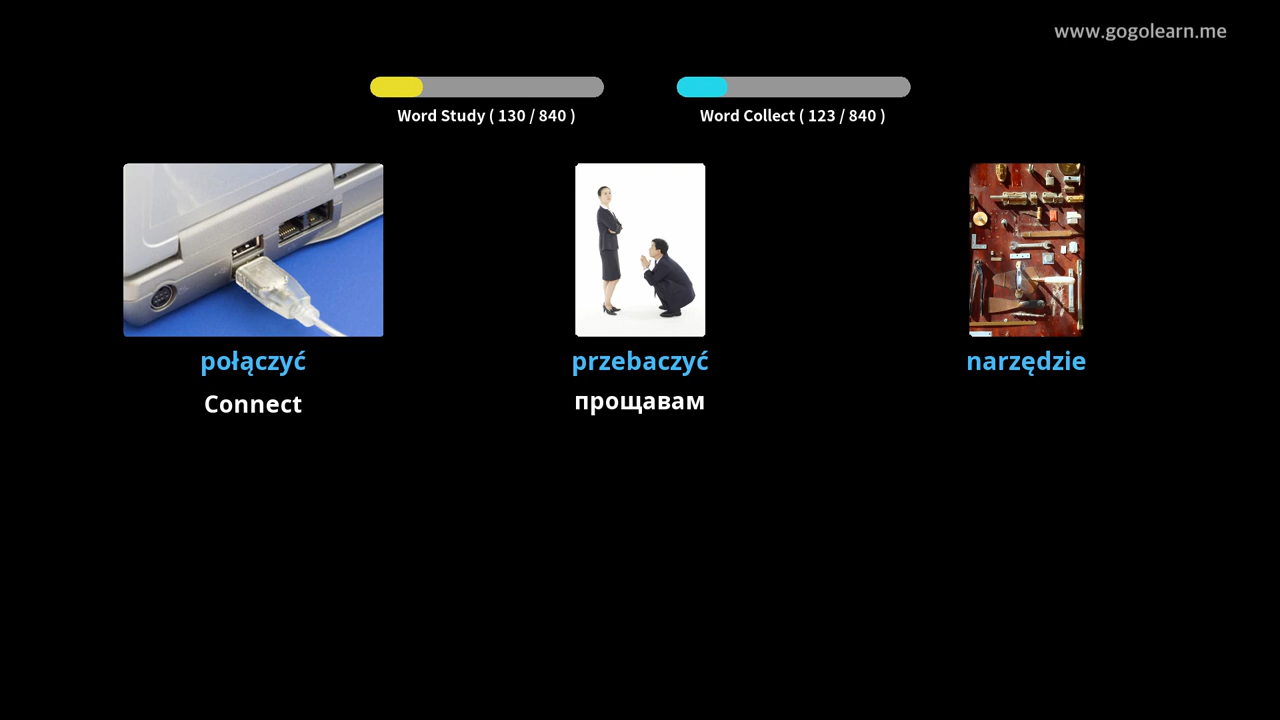 www.gogolearn.me
Word Study ( 130 / 840 )
Word Collect ( 123 / 840 )
połączyć
przebaczyć
narzędzie
Connect
прощавам